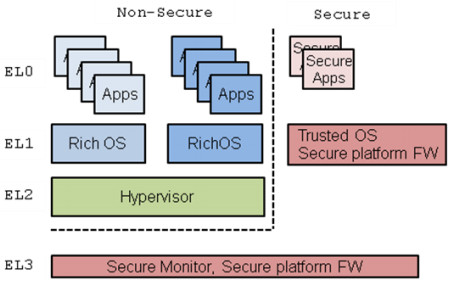 Non-Secure
Secure
EL0
A
A
A
Apps
A
A
A
Apps
Secure
Secure
Apps
EL1
Rich OS
RichOS
Trusted OS
Secure platform FW
EL2
Hypervisor
EL3
Secure Monitor, Secure platform FW